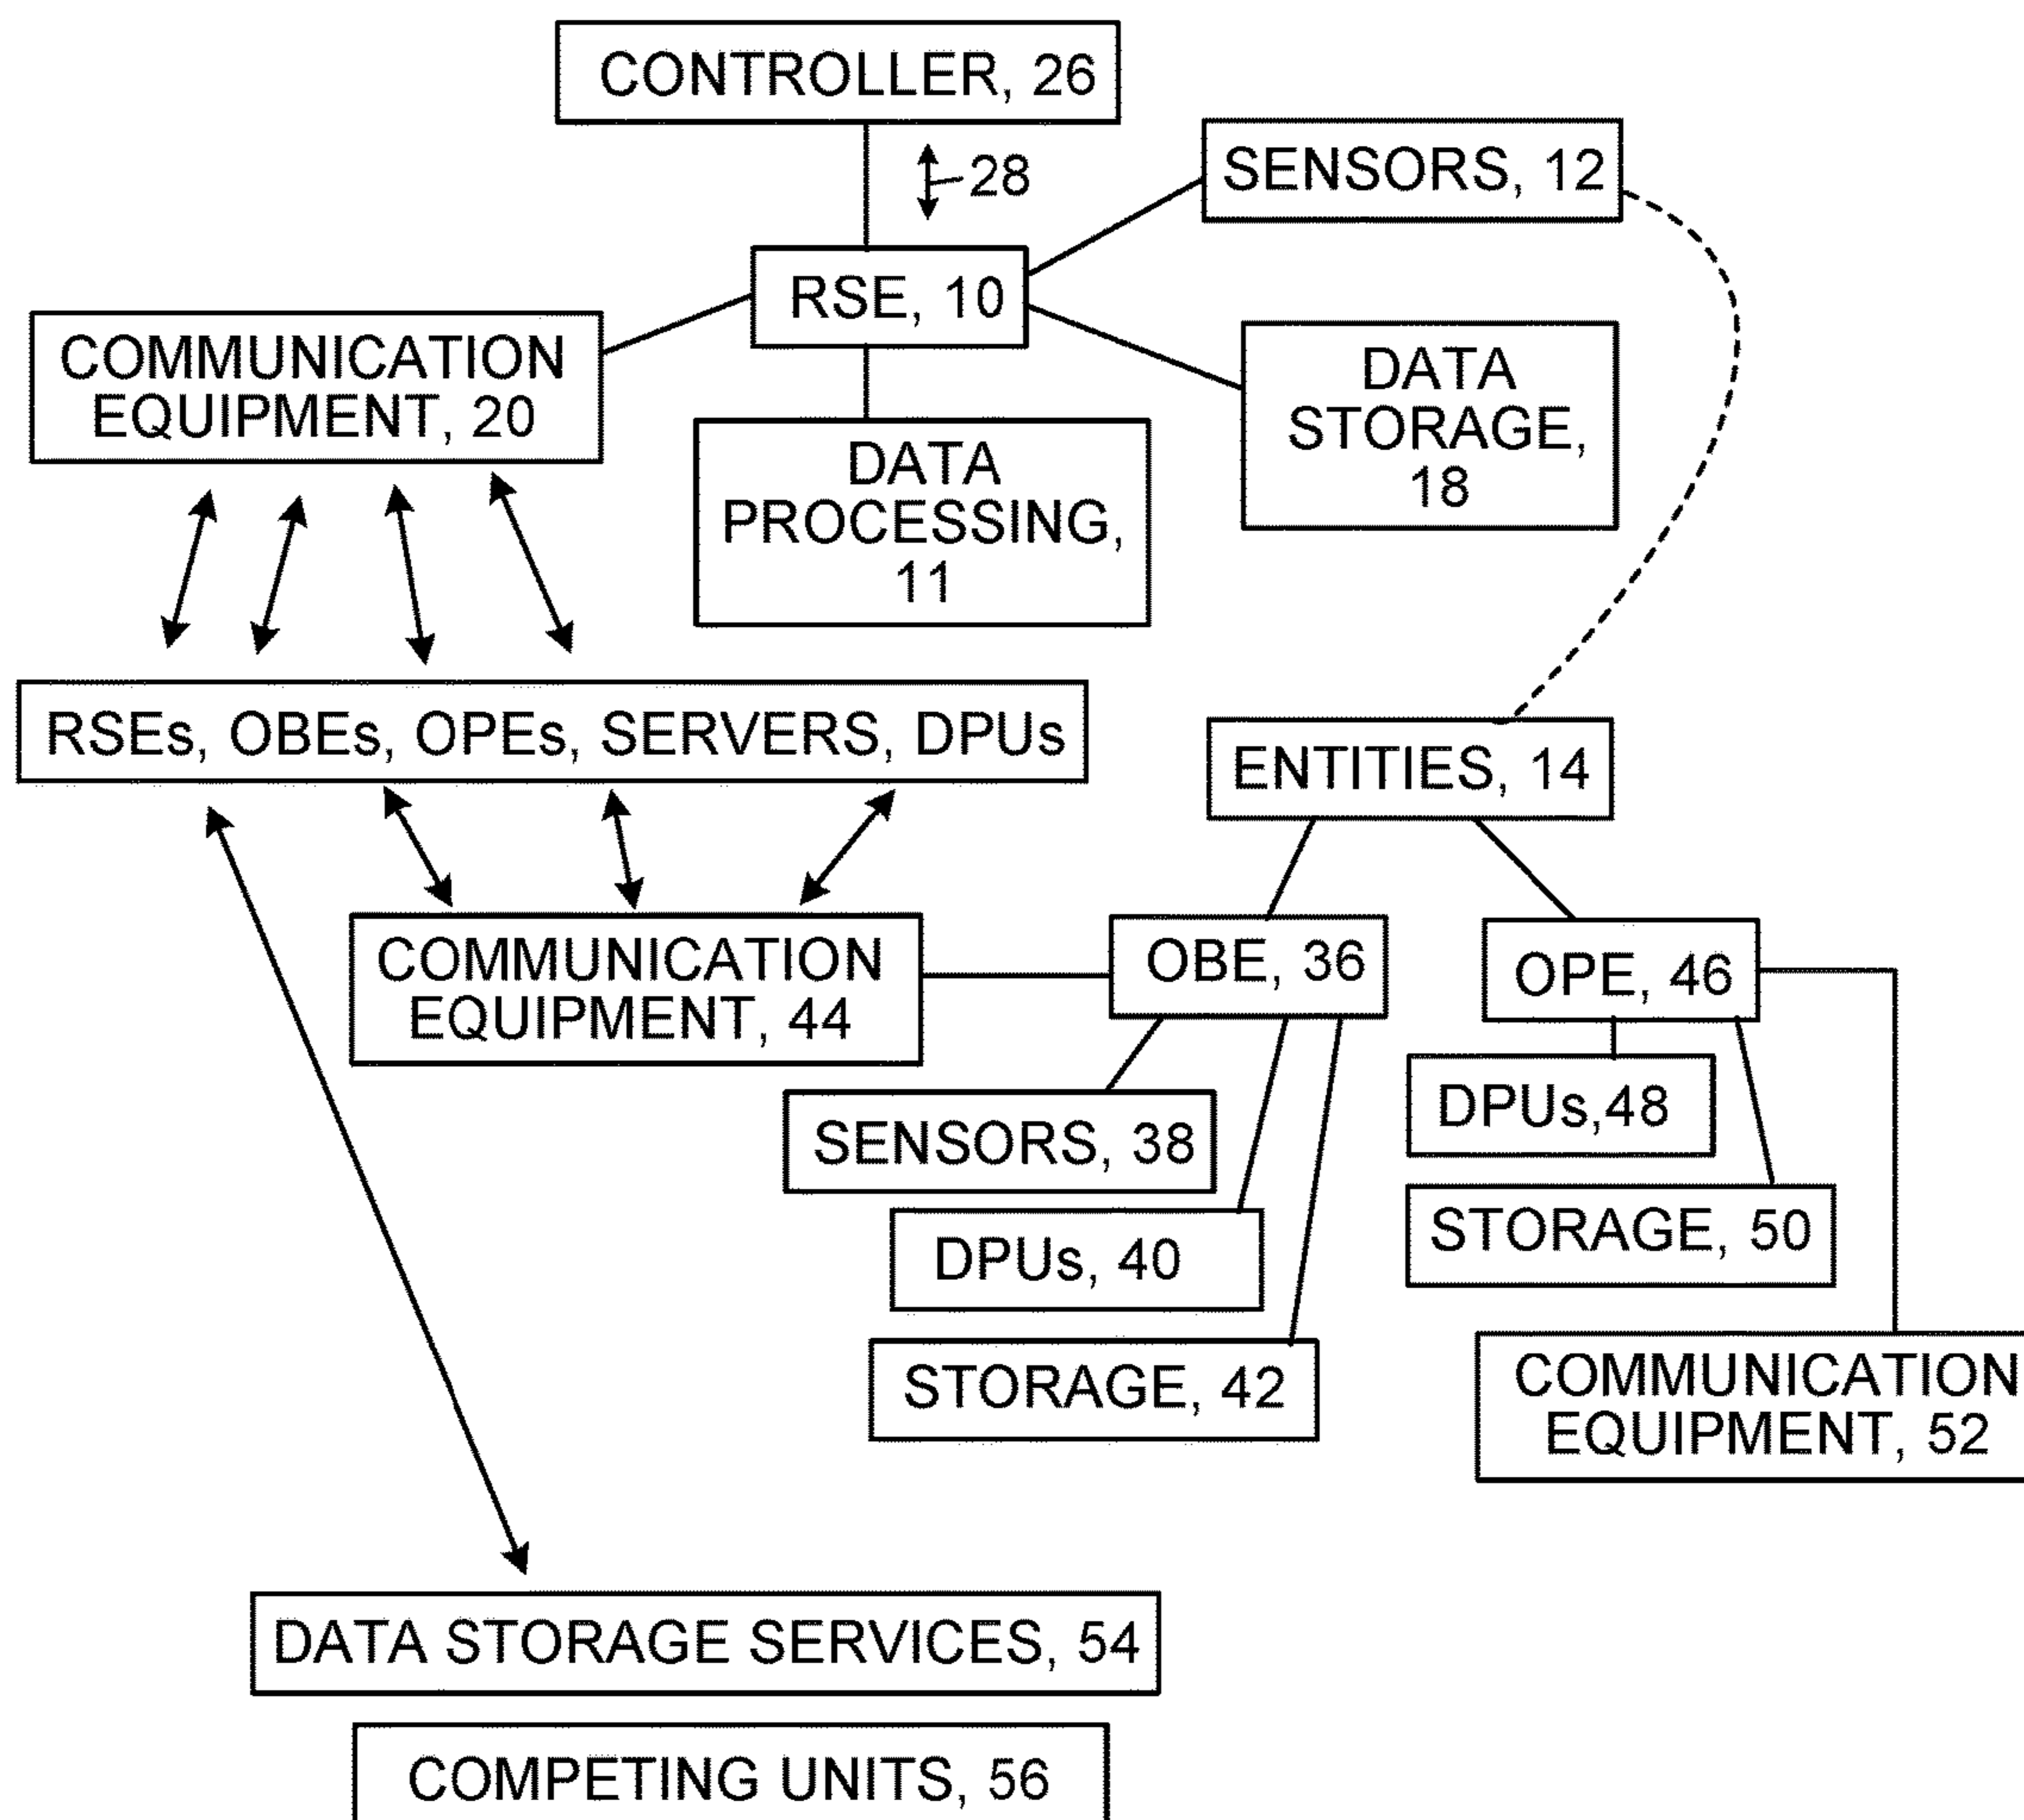 CONTROLLER, 26
28
SENSORS, 12
RSE, 10
COMMUNICATION
EQUIPMENT, 20
DATA
STORAGE,
18
DATA
PROCESSING,
11
RSEs, OBEs, OPEs, SERVERS, DPUs
ENTITIES, 14
COMMUNICATION
EQUIPMENT, 44
OBE, 36
OPE, 46
SENSORS, 38
DPUs,48
DPUs, 40
STORAGE, 50
STORAGE, 42
COMMUNICATION
EQUIPMENT, 52
DATA STORAGE SERVICES, 54
COMPETING UNITS, 56